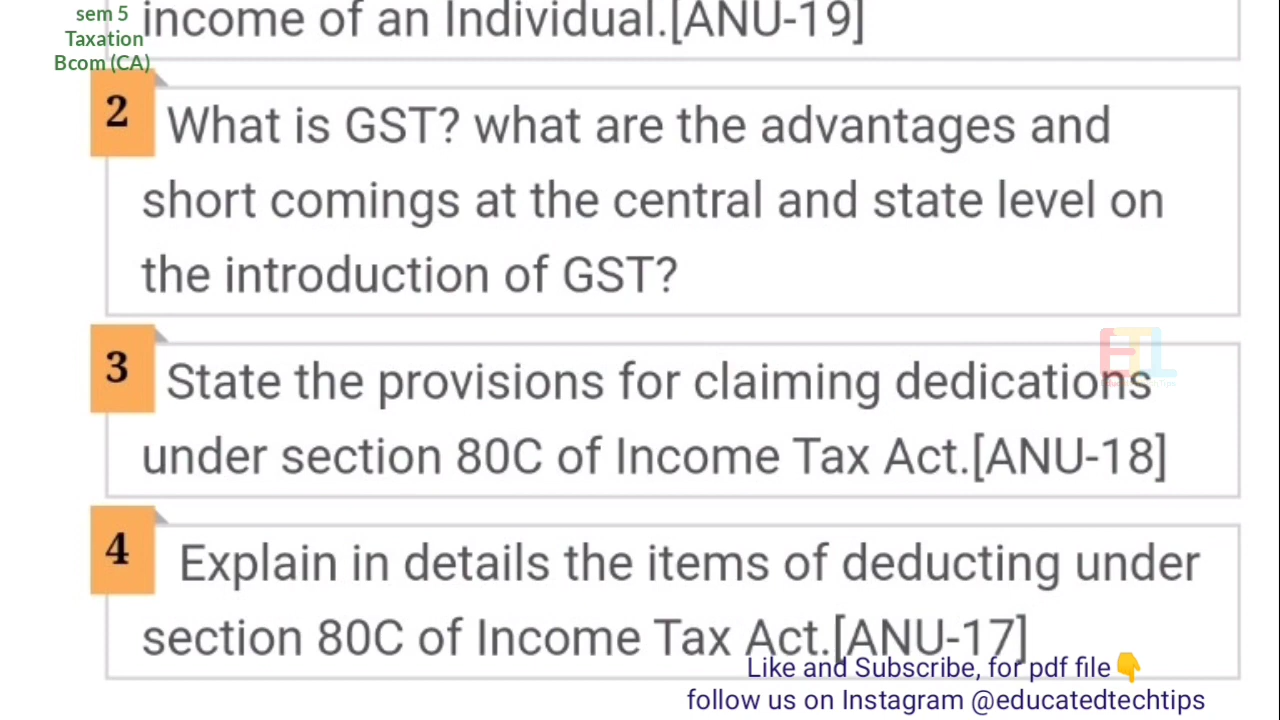 sem 5
Taxation
Bcom (CA)
income of an Individual.[ANU-19]
2
What is GST? what are the advantages and
short comings at the central and state level on
the introduction of GST?
3
State the provisions for claiming dedications
under section 80C of Income Tax Act.[ANU-18]
4
Explain in details the items of deducting under
section 80C of Income Tax Act.[ANU-17]
Like and Subscribe, for pdf file👇
follow us on Instagram @educatedtechtips